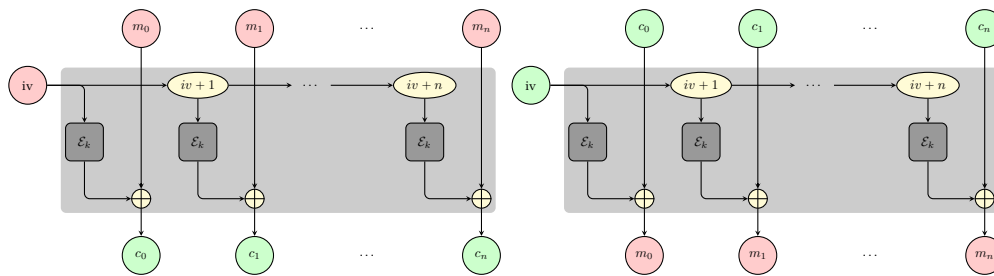 m₀ m₁ ⋯ mₙ c₀ c₁ ⋯ cₙ
iv iv + 1 ⋯ iv + n iv iv + 1 ⋯ iv + n
ℰₖ ℰₖ ℰₖ ℰₖ ℰₖ ℰₖ
c₀ c₁ ⋯ cₙ m₀ m₁ ⋯ mₙ